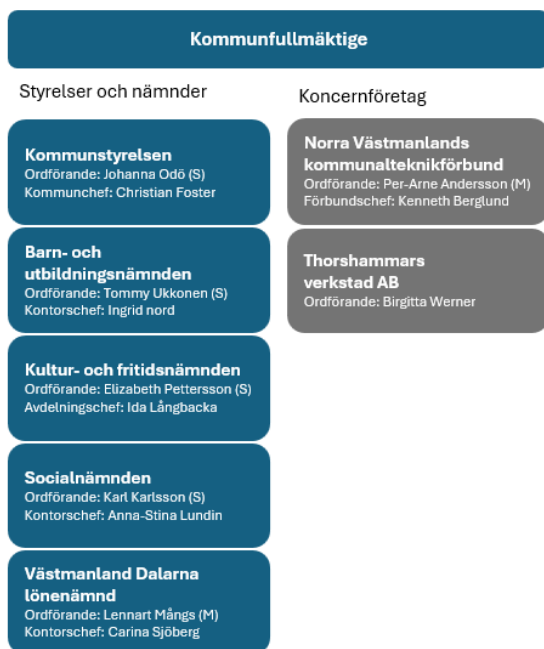 Kommunfullmäktige
Styrelser och nämnder
Kommunstyrelsen
Ordförande: Johanna Odö (S)
Kommunchef: Christian Foster
Barn- och
utbildningsnämnden
Ordförande: Tommy Ukkonen (S)
Kontorschef: Ingrid nord
Kultur- och fritidsnämnden
Ordförande: Elizabeth Pettersson (S)
Avdelningschef: Ida Långbacka
Socialnämnden
Ordförande: Karl Karlsson (S)
Kontorschef: Anna-Stina Lundin
Västmanland Dalarna
lönenämnd
Ordförande: Lennart Mångs (M)
Kontorschef: Carina Sjöberg
Koncernföretag
Norra Västmanlands
kommunalteknikförbund
Ordförande: Per-Arne Andersson (M)
Förbundschef: Kenneth Berglund
Thorshammars
verkstad AB
Ordförande: Birgitta Werner